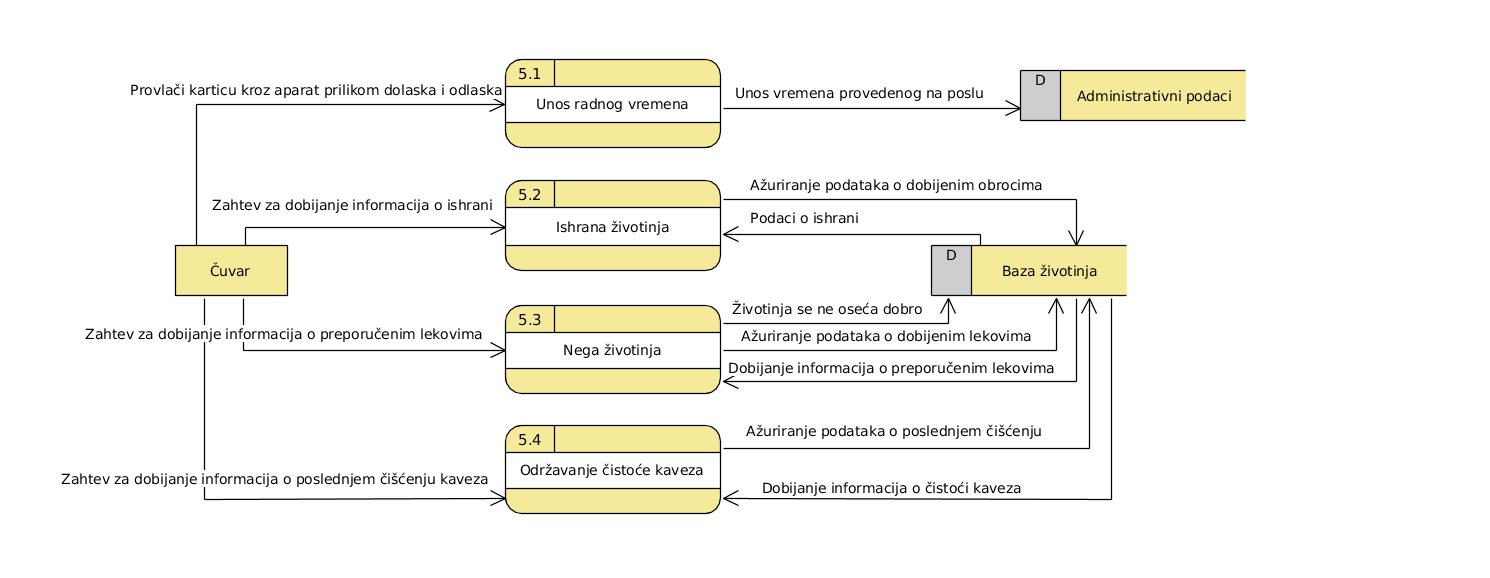 5.1
Provlači karticu kroz aparat prilikom dolaska i odlaska
Unos radnog vremena
Unos vremena provedenog na poslu
D
Administrativni podaci
5.2
Zahtev za dobijanje informacija o ishrani
Ishrana životinja
Ažuriranje podataka o dobijenim obrocima
Podaci o ishrani
Čuvar
D
Baza životinja
5.3
Životinja se ne oseća dobro
Zahtev za dobijanje informacija o preporučenim lekovima
Nega životinja
Ažuriranje podataka o dobijenim lekovima
Dobijanje informacija o preporučenim lekovima
5.4
Ažuriranje podataka o poslednjem čišćenju
Održavanje čistoće kaveza
Zahtev za dobijanje informacija o poslednjem čišćenju kaveza
Dobijanje informacija o čistoći kaveza